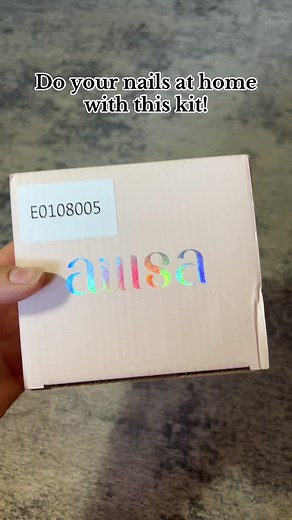 Do your nails at home
with this kit!
E0108005
aillsa